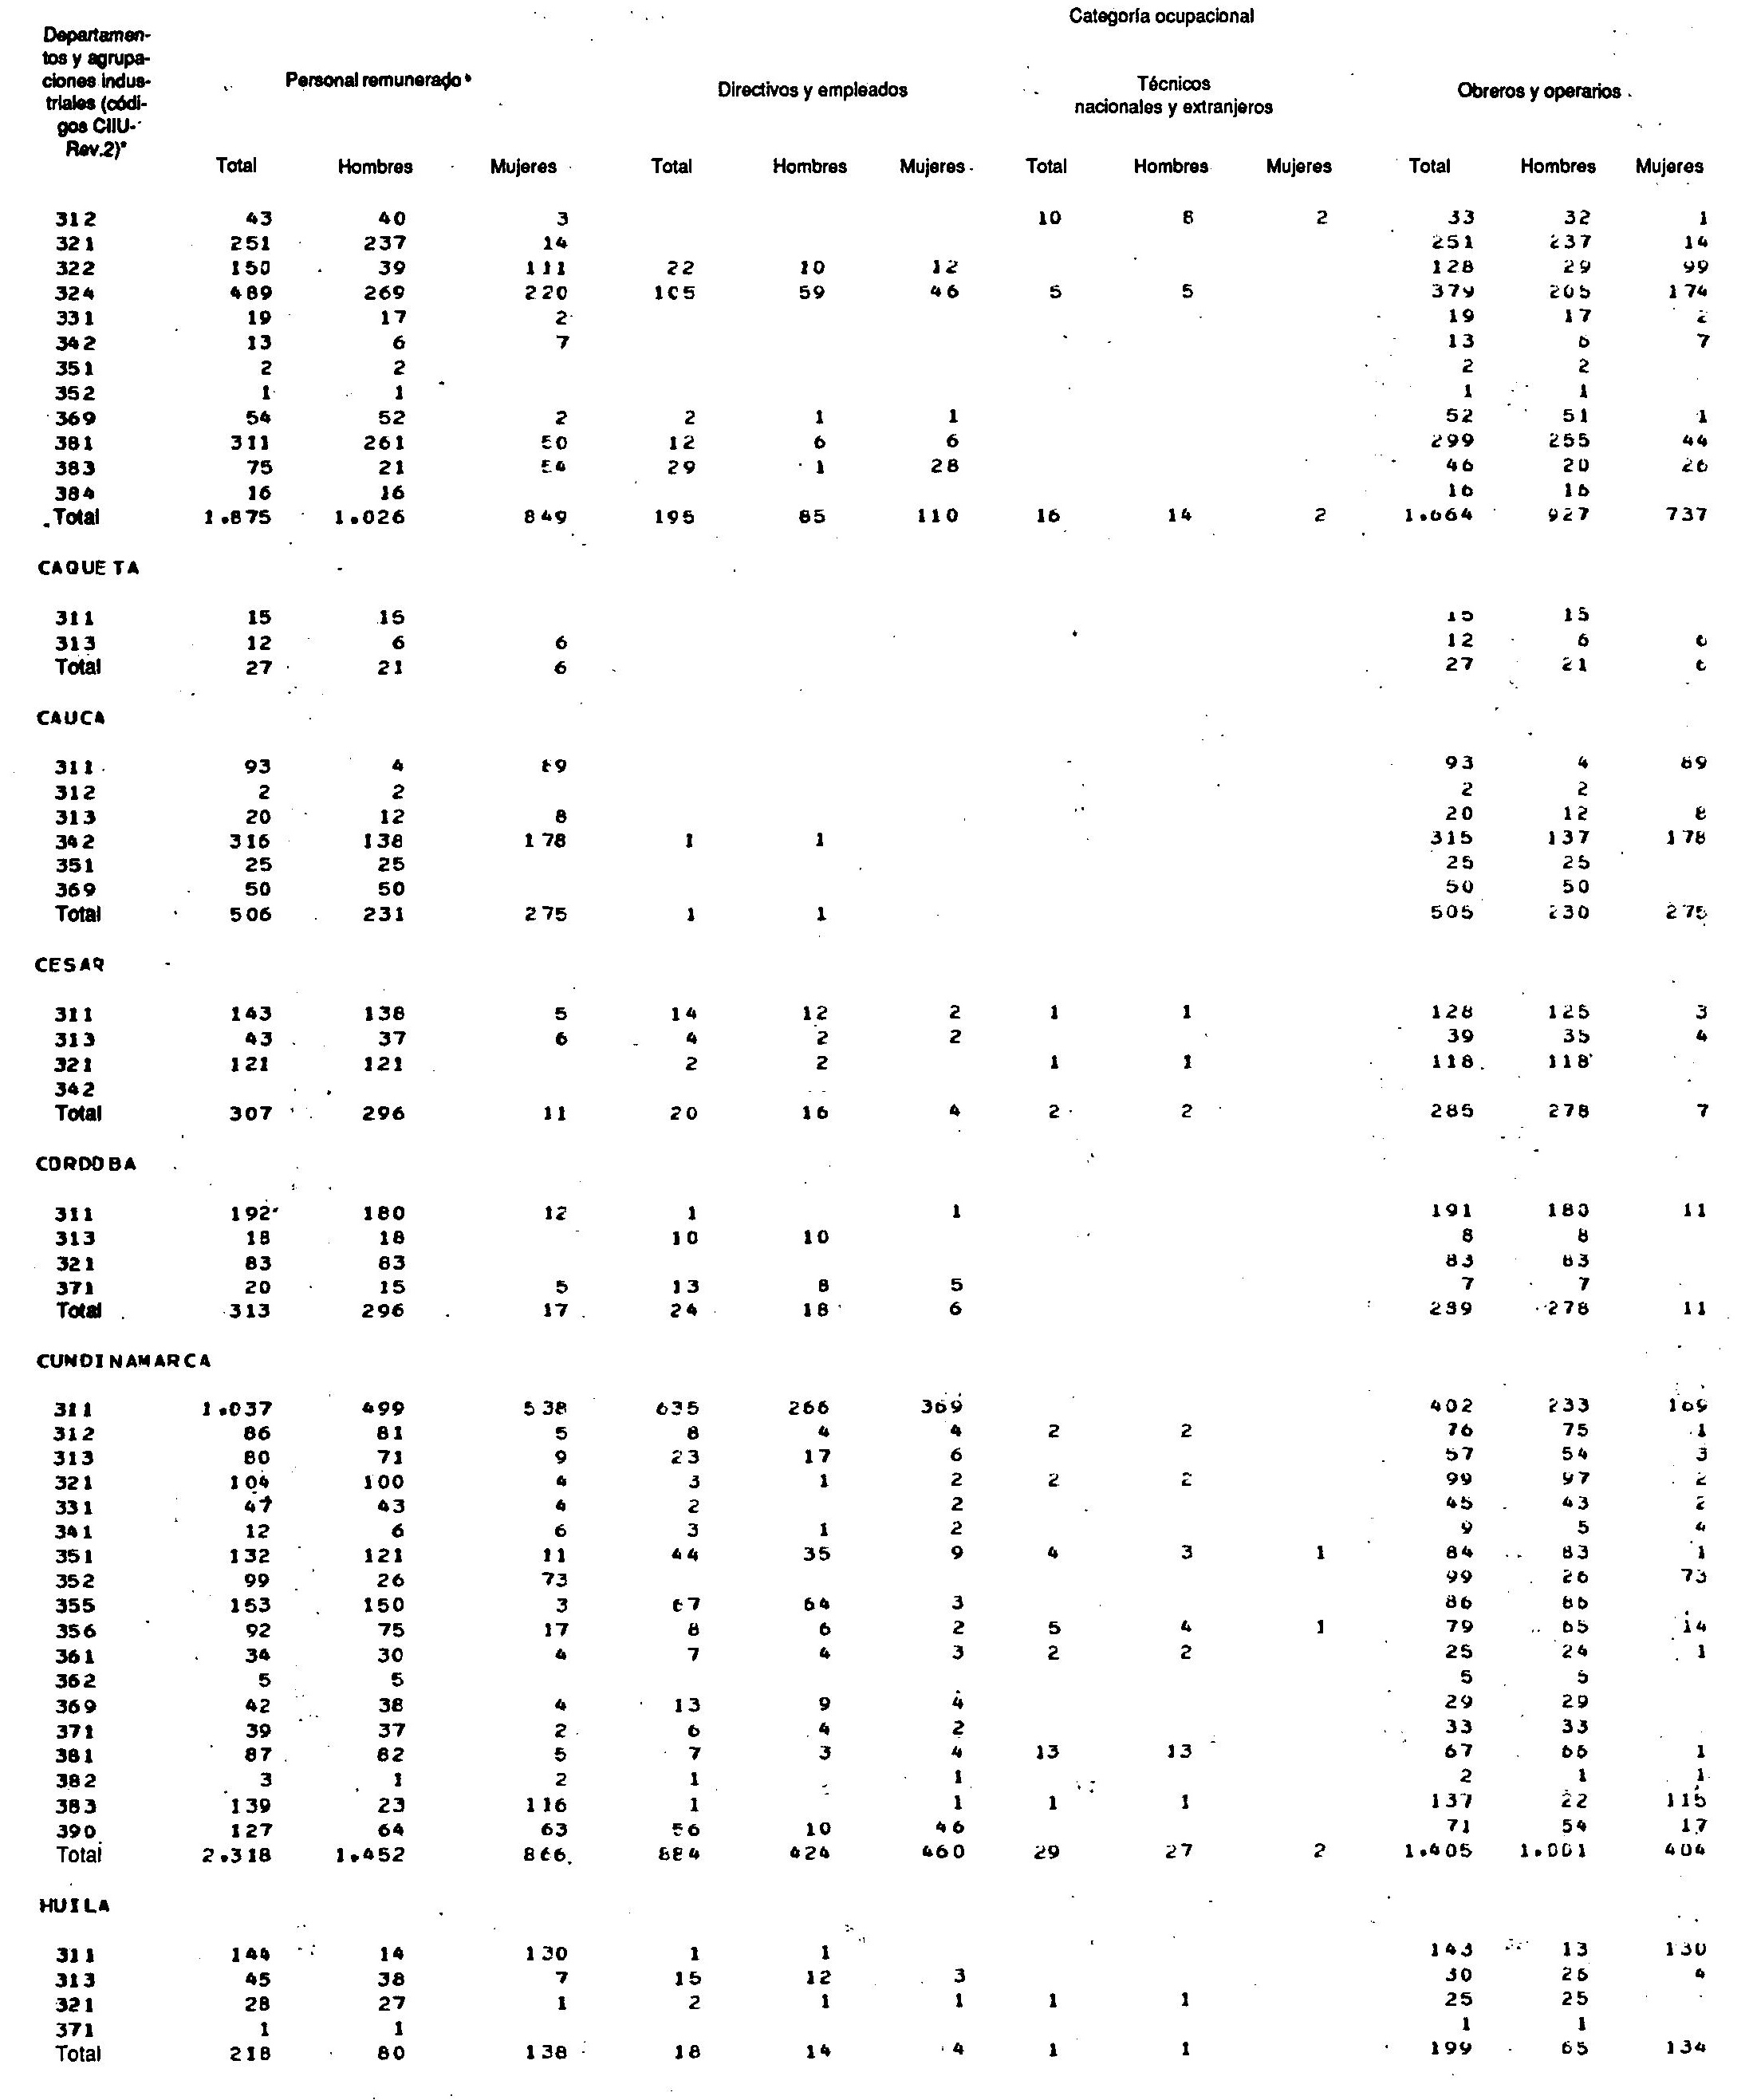 Categoría ocupacional
Departamen-
tos y agrupa-
ciones indus-
triales (códi-
gos CIIU-
Rev.2)*
Personal remunerado
Directivos y empleados
Técnicos
nacionales y extranjeros
Obreros y operarios
Total Hombres Mujeres Total Hombres Mujeres Total Hombres Mujeres Total Hombres Mujeres
312 43 40 3 10 8 2 33 32 1
321 251 237 14 251 237 14
322 150 39 111 22 10 12 128 29 99
324 489 269 220 105 59 46 5 5 379 205 174
331 19 17 2 19 17 2
342 13 6 7 13 6 7
351 2 2 2 2
352 1 1 1 1
369 54 52 2 2 1 1 52 51 1
381 311 261 50 12 6 6 299 255 44
383 75 21 54 29 1 28 46 20 26
384 16 16 16 16
Total 1.875 1.026 849 195 85 110 16 14 2 1.664 927 737
CAQUETA
311 15 15 15 15
313 12 6 6 12 6 6
Total 27 21 6 27 21 6
CAUCA
311 93 4 89 93 4 89
312 2 2 2 2
313 20 12 8 20 12 8
342 316 138 178 1 1 315 137 178
351 25 25 25 25
369 50 50 50 50
Total 506 231 275 1 1 505 230 275
CESAR
311 143 138 5 14 12 2 1 1 128 125 3
313 43 37 6 4 2 2 39 35 4
321 121 121 2 2 1 1 118 118
342
Total 307 296 11 20 16 4 2 2 285 278 7
CORDOBA
311 192 180 12 1 1 191 180 11
313 18 18 10 10 8 8
321 83 83 83 83
371 20 15 5 13 8 5 7 7
Total 313 296 17 24 18 6 289 278 11
CUNDINAMARCA
311 1.037 499 538 635 266 369 402 233 169
312 86 81 5 8 4 4 2 2 76 75 1
313 80 71 9 23 17 6 57 54 3
321 104 100 4 3 1 2 2 2 99 97 2
331 47 43 4 2 2 45 43 2
341 12 6 6 3 1 2 9 5 4
351 132 121 11 44 35 9 4 3 1 84 83 1
352 99 26 73 99 26 73
355 153 150 3 67 64 3 86 86
356 92 75 17 8 6 2 5 4 1 79 65 14
361 34 30 4 7 4 3 2 2 25 24 1
362 5 5 5 5
369 42 38 4 13 9 4 29 29
371 39 37 2 6 4 2 33 33
381 87 82 5 7 3 4 13 13 67 66 1
382 3 1 2 1 1 2 1 1
383 139 23 116 1 1 1 1 137 22 115
390 127 64 63 56 10 46 71 54 17
Total 2.318 1.452 866 884 424 460 29 27 2 1.405 1.001 404
HUILA
311 144 14 130 1 1 143 13 130
313 45 38 7 15 12 3 30 26 4
321 28 27 1 2 1 1 1 1 25 25
371 1 1 1 1
Total 218 80 138 18 14 4 1 1 199 65 134